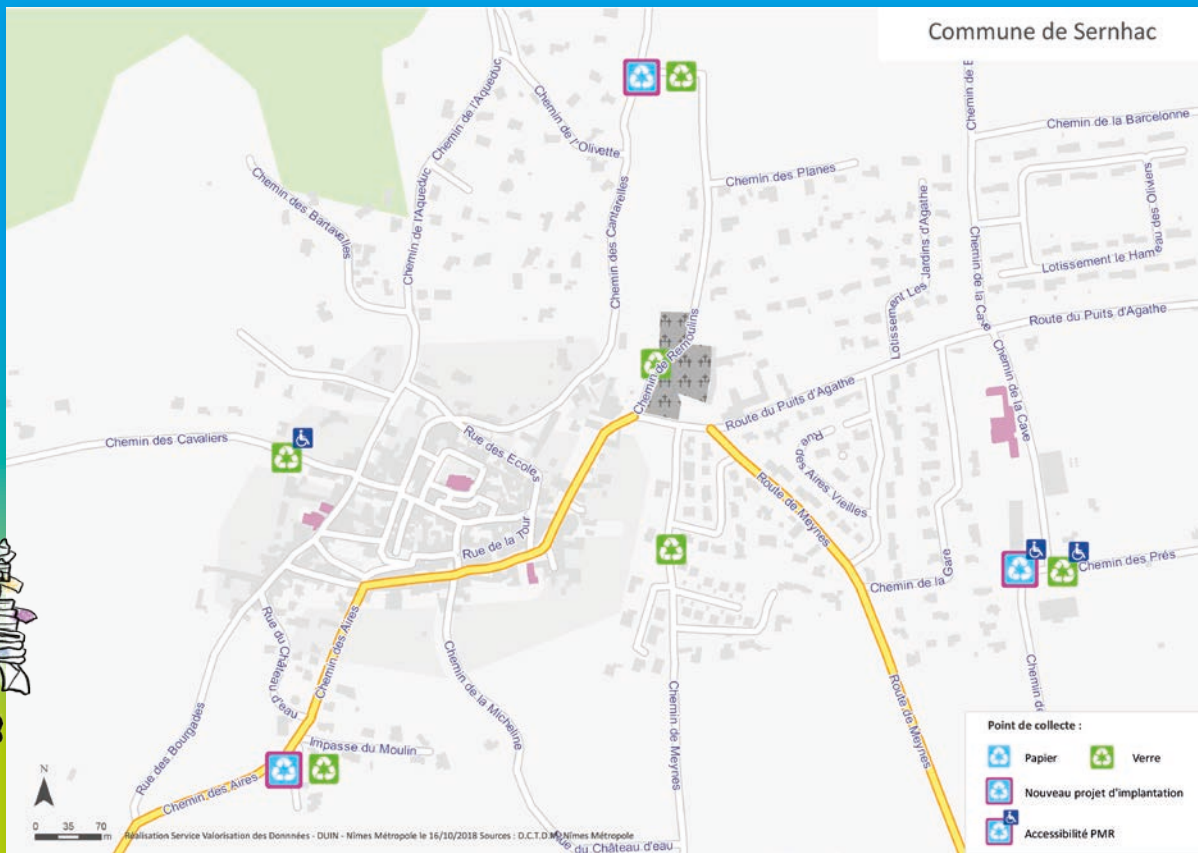 Commune de Sernhac
Chemin de l'Aqueduc
Chemin de l'Olivette
Chemin de la Barcelonne
Chemin des Planes
Chemin des Bartavelles
Chemin de l'Aqueduc
Chemin des Cantarelles
Lotissement Les Jardins d'Agathe
Chemin de la Cave
eau des Oliviers
Lotissement le Ham
Route du Puits d'Agathe
Chemin de Remoulins
Chemin de la Cave
Route du Puits d'Agathe
Chemin des Cavaliers
Rue des Ecoles
Rue des Aires Vieilles
Route de Meynes
Rue de la Tour
Chemin de la Gare
Chemin des Prés
Rue du Château d'eau
Chemin des Aires
Chemin de la Micheline
Chemin de Meynes
Route de Meynes
Chemin de
Rue des Bourgades
Impasse du Moulin
Chemin des Aires
Point de collecte :
Papier
Verre
Nouveau projet d'implantation
Accessibilité PMR
N
0 35 70
m
Réalisation Service Valorisation des Donnnées - DUIN - Nîmes Métropole le 16/10/2018 Sources : D.C.T.D.M, Nîmes Métropole
Rue du Château d'eau